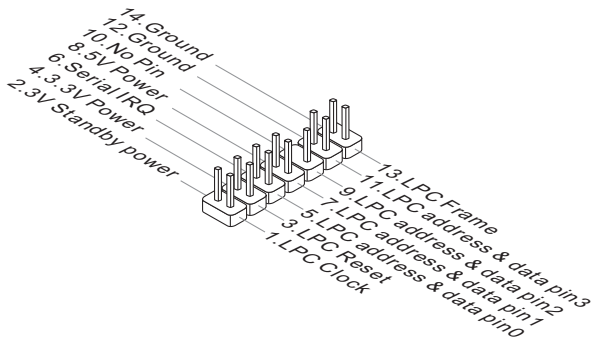 14.Ground
12.Ground
10.No Pin
8.5V Power
6.Serial IRQ
4.3.3V Power
2.3V Standby power
13.LPC Frame
11.LPC address & data pin3
9.LPC address & data pin2
7.LPC address & data pin1
5.LPC address & data pin0
3.LPC Reset
1.LPC Clock